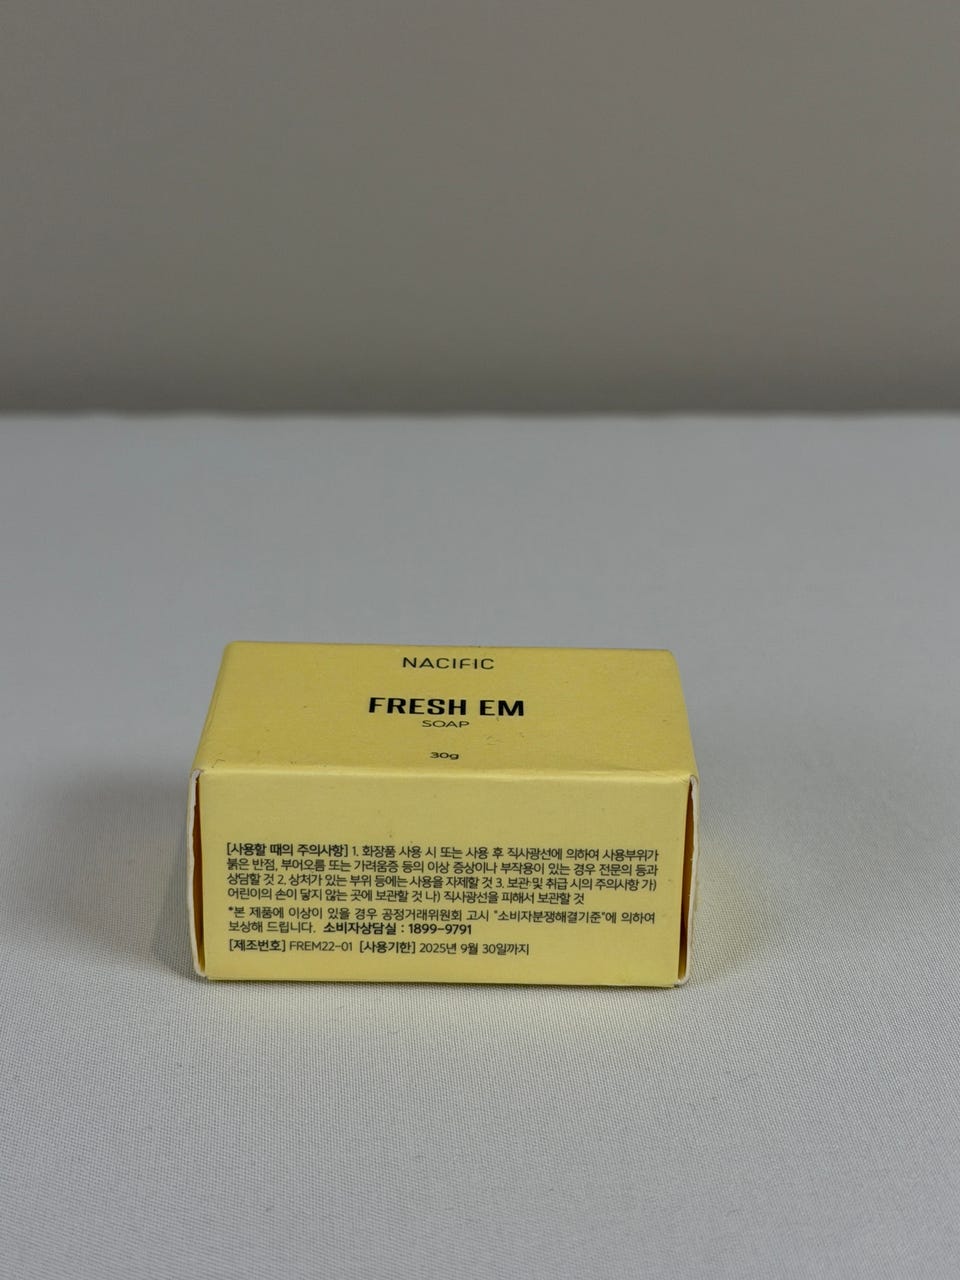 NACIFIC
FRESH EM
SOAP
30g
[사용할 때의 주의사항] 1. 화장품 사용 시 또는 사용 후 직사광선에 의하여 사용부위가
붉은 반점, 부어오름 또는 가려움증 등의 이상 증상이나 부작용이 있는 경우 전문의 등과
상담할 것 2. 상처가 있는 부위 등에는 사용을 자제할 것 3. 보관 및 취급 시의 주의사항 가)
어린이의 손이 닿지 않는 곳에 보관할 것 나) 직사광선을 피해서 보관할 것
*본 제품에 이상이 있을 경우 공정거래위원회 고시 "소비자분쟁해결기준"에 의하여
보상해 드립니다. 소비자상담실 : 1899-9791
[제조번호] FREM22-01 [사용기한] 2025년 9월 30일까지